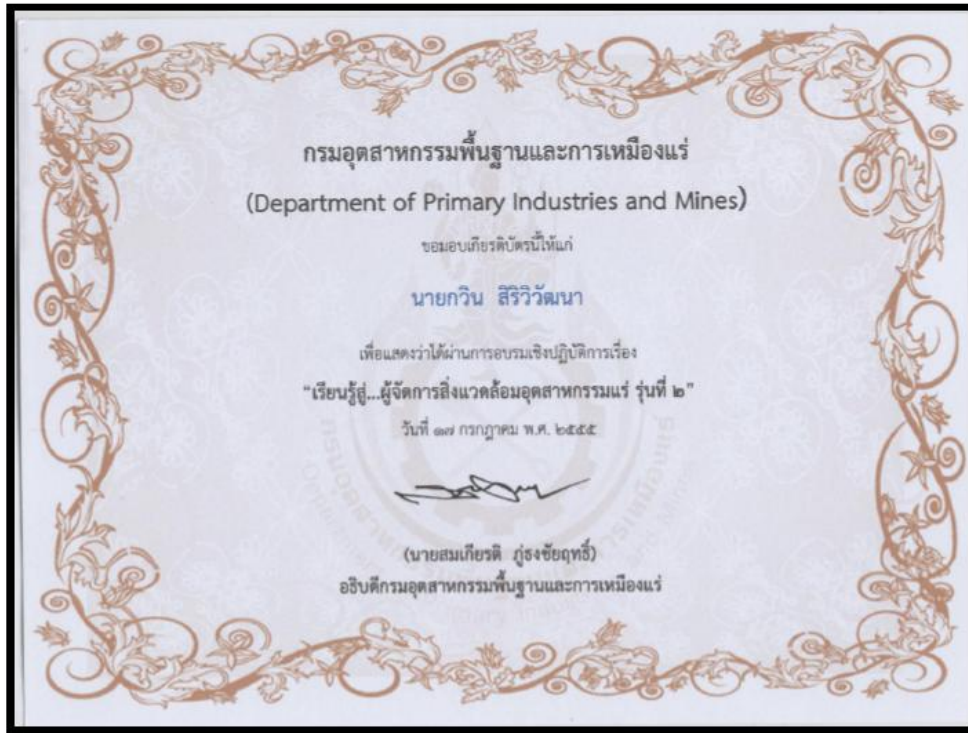 กรมอุตสาหกรรมพื้นฐานและการเหมืองแร่
(Department of Primary Industries and Mines)
ขอมอบเกียรติบัตรนี้ให้แก่
นายกวิน สิริวิวัฒนา
เพื่อแสดงว่าได้ผ่านการอบรมเชิงปฏิบัติการเรื่อง
“เรียนรู้สู่...ผู้จัดการสิ่งแวดล้อมอุตสาหกรรมแร่ รุ่นที่ ๒”
วันที่ ๑๗ กรกฎาคม พ.ศ. ๒๕๕๕
(นายสมเกียรติ ภู่ธงชัยฤทธิ์)
อธิบดีกรมอุตสาหกรรมพื้นฐานและการเหมืองแร่